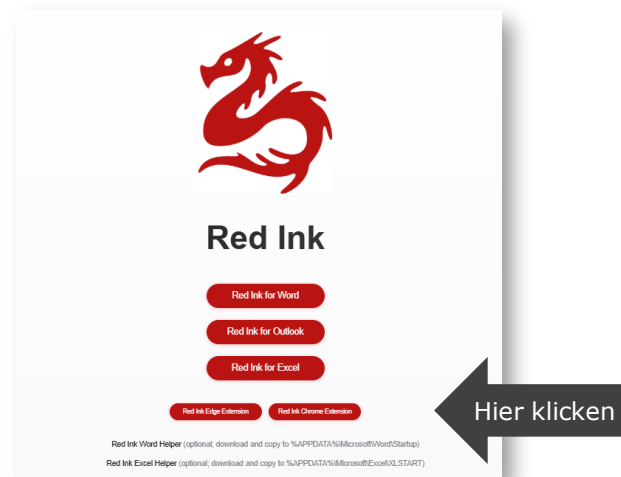 Red Ink
Red Ink for Word
Red Ink for Outlook
Red Ink for Excel
Red Ink Edge Extension Red Ink Chrome Extension
Hier klicken
Red Ink Word Helper (optional; download and copy to %APPDATA%\Microsoft\Word\Startup)
Red Ink Excel Helper (optional; download and copy to %APPDATA%\Microsoft\Excel\XLSTART)